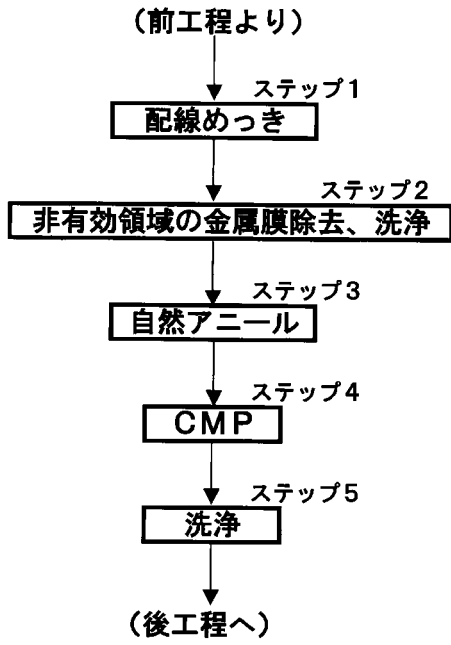 （前工程より）
ステップ1
配線めっき
ステップ2
非有効領域の金属膜除去、洗浄
ステップ3
自然アニール
ステップ4
CMP
ステップ5
洗浄
（後工程へ）